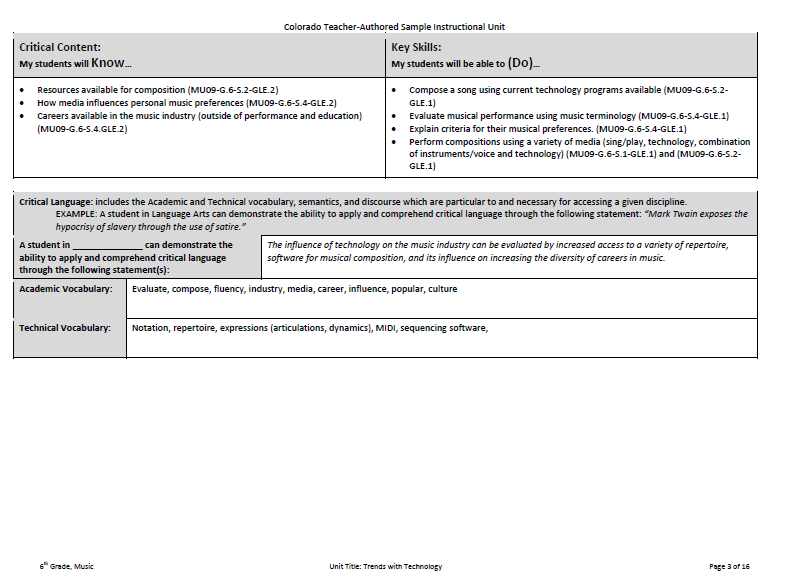 Colorado Teacher-Authored Sample Instructional Unit
Critical Content:
My students will Know…
Key Skills:
My students will be able to (Do)…
• Resources available for composition (MU09-G.6-S.2-GLE.2)
• How media influences personal music preferences (MU09-G.6-S.4-GLE.2)
• Careers available in the music industry (outside of performance and education)
(MU09-G.6-S.4.GLE.2)
• Compose a song using current technology programs available (MU09-G.6-S.2-
GLE.1)
• Evaluate musical performance using music terminology (MU09-G.6-S.4-GLE.1)
• Explain criteria for their musical preferences. (MU09-G.6-S.4-GLE.1)
• Perform compositions using a variety of media (sing/play, technology, combination
of instruments/voice and technology) (MU09-G.6-S.1-GLE.1) and (MU09-G.6-S.2-
GLE.1)
Critical Language: includes the Academic and Technical vocabulary, semantics, and discourse which are particular to and necessary for accessing a given discipline.
EXAMPLE: A student in Language Arts can demonstrate the ability to apply and comprehend critical language through the following statement: “Mark Twain exposes the
hypocrisy of slavery through the use of satire.”
A student in ______________ can demonstrate the
ability to apply and comprehend critical language
through the following statement(s):
The influence of technology on the music industry can be evaluated by increased access to a variety of repertoire,
software for musical composition, and its influence on increasing the diversity of careers in music.
Academic Vocabulary:
Evaluate, compose, fluency, industry, media, career, influence, popular, culture
Technical Vocabulary:
Notation, repertoire, expressions (articulations, dynamics), MIDI, sequencing software,
6th Grade, Music
Unit Title: Trends with Technology
Page 3 of 16